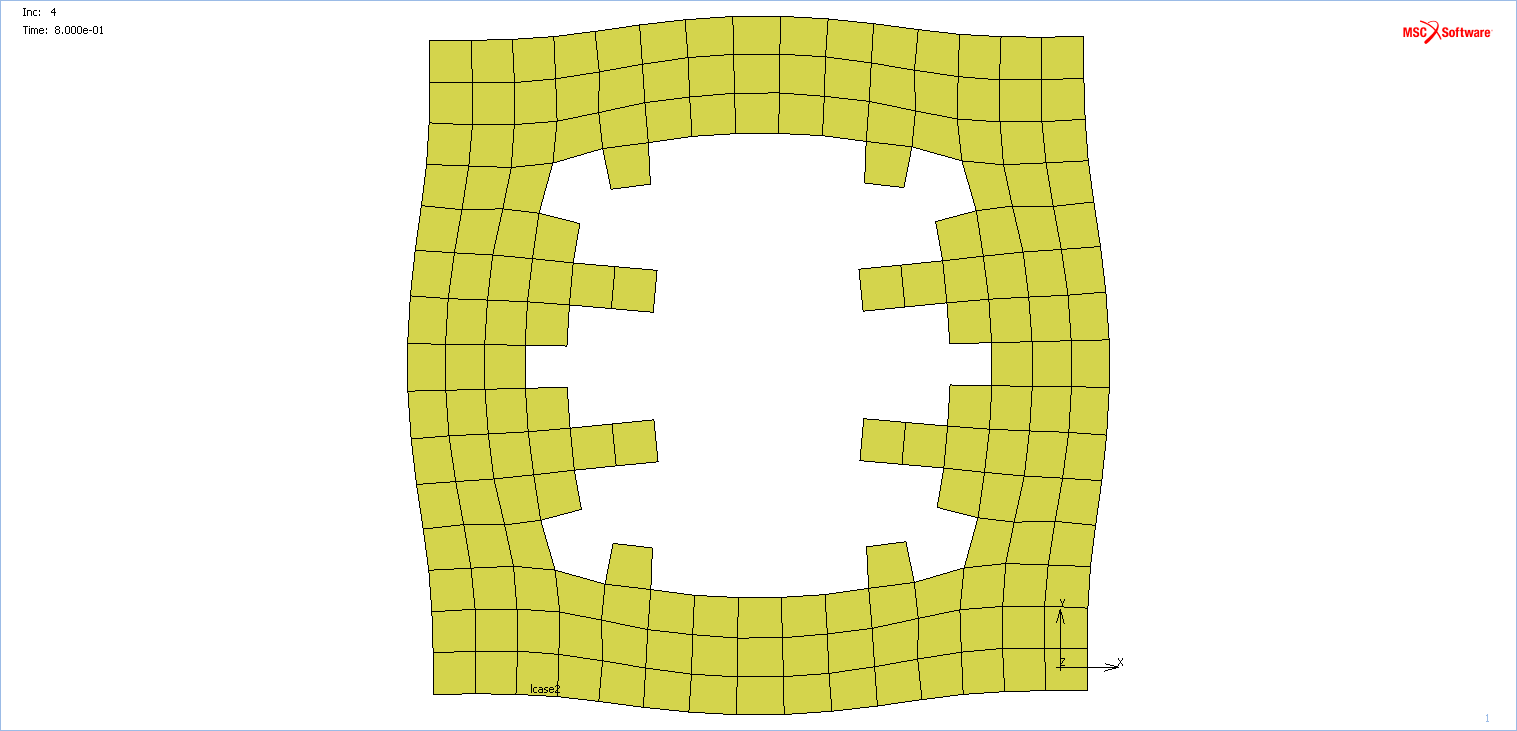 Inc: 4
Time: 8.000e-01
MSC Software
Y
Z
X
lcase2
1